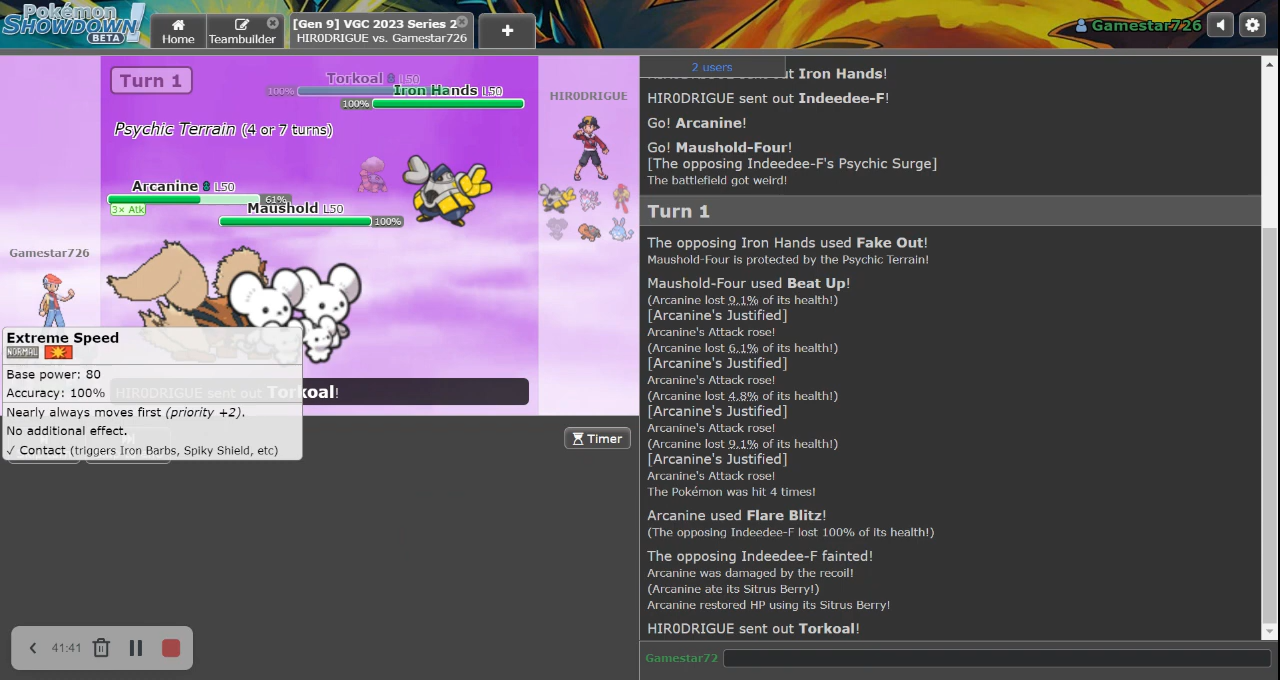 Pokémon
SHOWDOWN!
BETA
Home
Teambuilder
[Gen 9] VGC 2023 Series 2
HIR0DRIGUE vs. Gamestar726
+
Gamestar726
Turn 1
Torkoal L50
100%
Iron Hands L50
100%
Psychic Terrain (4 or 7 turns)
HIR0DRIGUE
Arcanine L50
61%
3× Atk
Maushold L50
100%
Gamestar726
Extreme Speed
NORMAL
Base power: 80
Accuracy: 100%
Nearly always moves first (priority +2).
No additional effect.
✓ Contact (triggers Iron Barbs, Spiky Shield, etc)
HIR0DRIGUE sent out Torkoal!
Timer
41:41
2 users
Iron Hands!
HIR0DRIGUE sent out Indeedee-F!
Go! Arcanine!
Go! Maushold-Four!
[The opposing Indeedee-F's Psychic Surge]
The battlefield got weird!
Turn 1
The opposing Iron Hands used Fake Out!
Maushold-Four is protected by the Psychic Terrain!
Maushold-Four used Beat Up!
(Arcanine lost 9.1% of its health!)
[Arcanine's Justified]
Arcanine's Attack rose!
(Arcanine lost 6.1% of its health!)
[Arcanine's Justified]
Arcanine's Attack rose!
(Arcanine lost 4.8% of its health!)
[Arcanine's Justified]
Arcanine's Attack rose!
(Arcanine lost 9.1% of its health!)
[Arcanine's Justified]
Arcanine's Attack rose!
The Pokémon was hit 4 times!
Arcanine used Flare Blitz!
(The opposing Indeedee-F lost 100% of its health!)
The opposing Indeedee-F fainted!
Arcanine was damaged by the recoil!
(Arcanine ate its Sitrus Berry!)
Arcanine restored HP using its Sitrus Berry!
HIR0DRIGUE sent out Torkoal!
Gamestar72